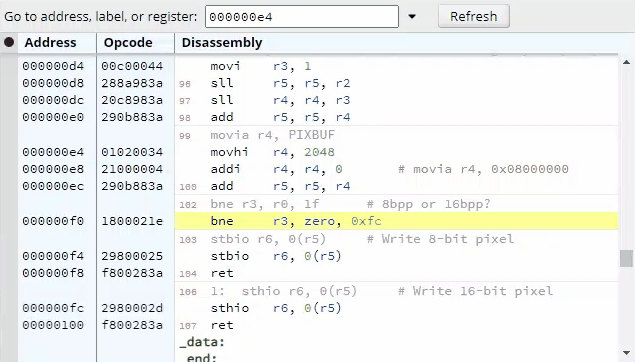 Go to address, label, or register: 000000e4 Refresh
Address Opcode Disassembly
000000d4 00c00044 movi r3, 1
000000d8 288a983a 96 sll r5, r5, r2
000000dc 20c8983a 97 sll r4, r4, r3
000000e0 290b883a 98 add r5, r5, r4
99 movia r4, PIXBUF
000000e4 01020034 movhi r4, 2048
000000e8 21000004 addi r4, r4, 0 # movia r4, 0x08000000
000000ec 290b883a 100 add r5, r5, r4
102 bne r3, r0, 1f # 8bpp or 16bpp?
000000f0 1800021e bne r3, zero, 0xfc
103 stbio r6, 0(r5) # Write 8-bit pixel
000000f4 29800025 stbio r6, 0(r5)
000000f8 f800283a 104 ret
106 1: sthio r6, 0(r5) # Write 16-bit pixel
000000fc 2980002d sthio r6, 0(r5)
00000100 f800283a 107 ret
_data:
_end: